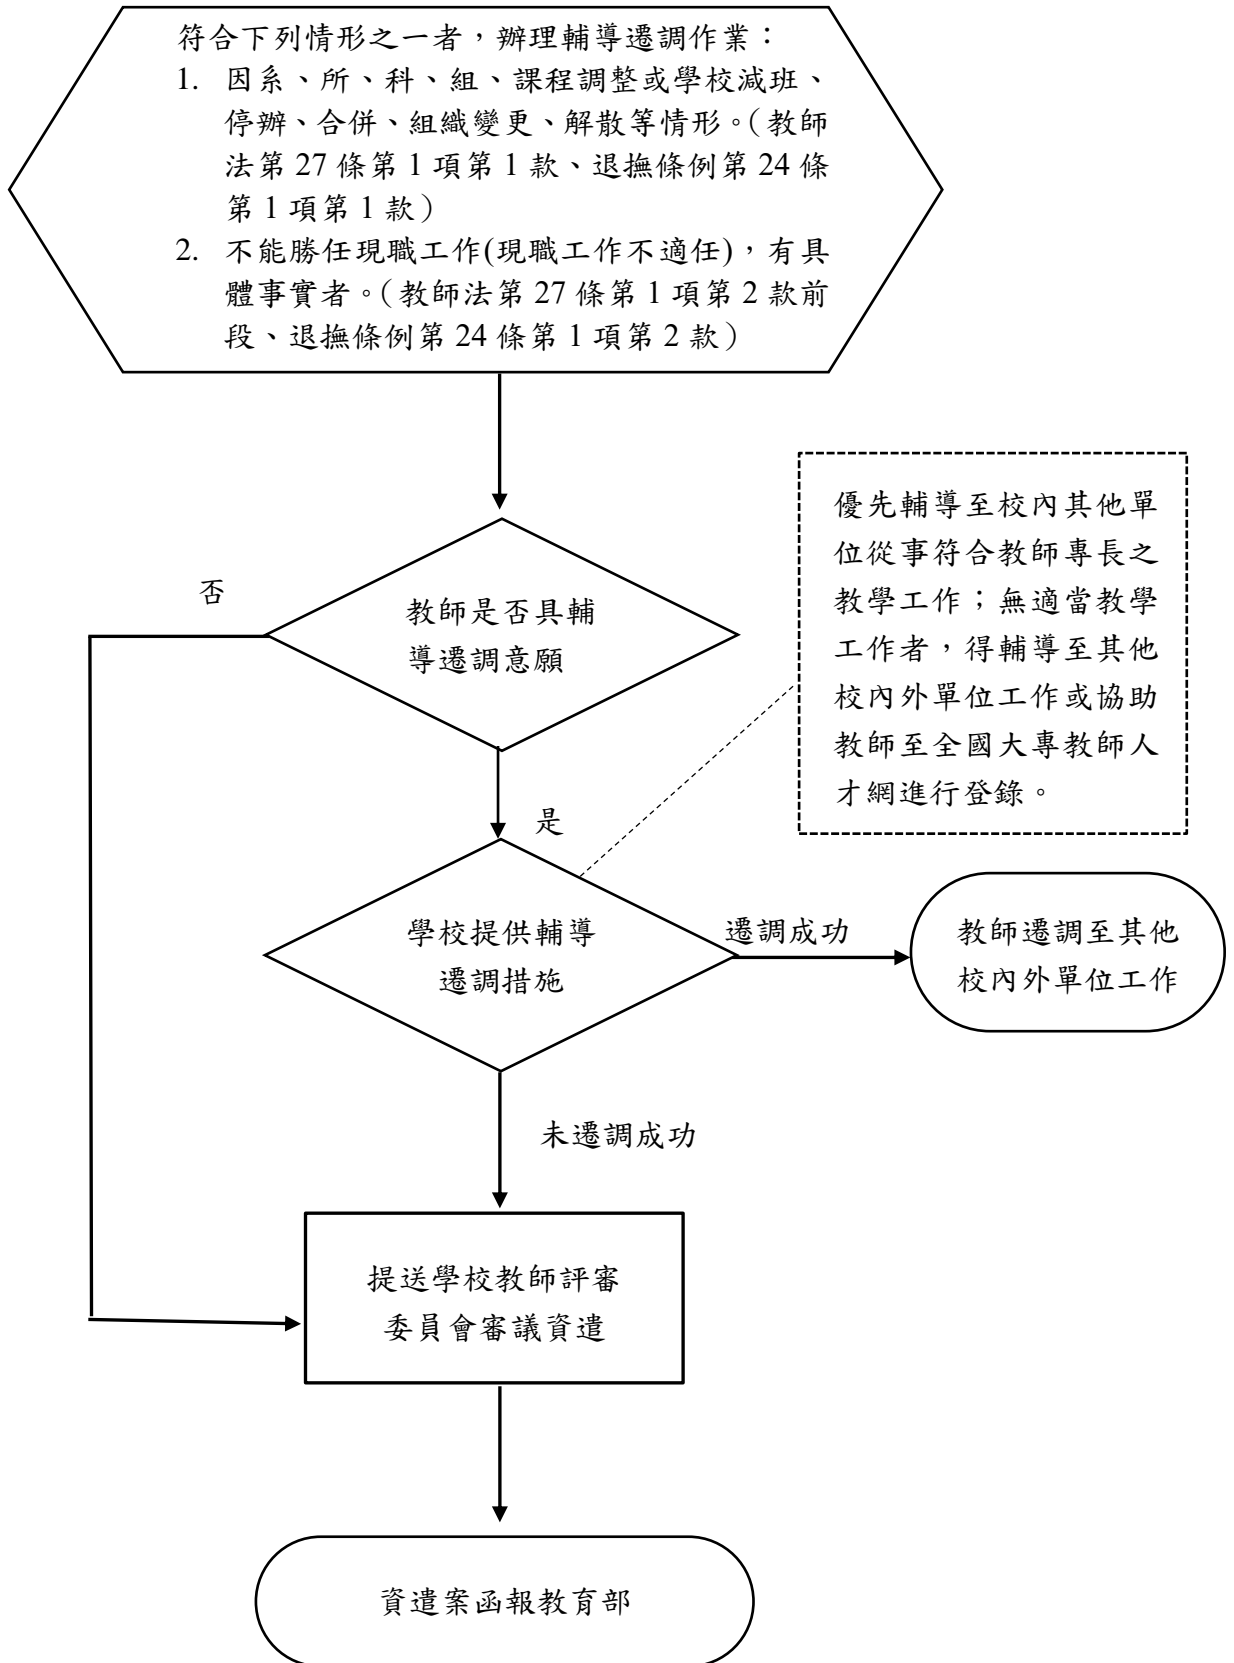 符合下列情形之一者，辦理輔導遷調作業：
1. 因系、所、科、組、課程調整或學校減班、
停辦、合併、組織變更、解散等情形。（教師
法第 27 條第 1 項第 1 款、退撫條例第 24 條
第 1 項第 1 款）
2. 不能勝任現職工作(現職工作不適任)，有具
體事實者。（教師法第 27 條第 1 項第 2 款前
段、退撫條例第 24 條第 1 項第 2 款）
優先輔導至校內其他單
位從事符合教師專長之
教學工作；無適當教學
工作者，得輔導至其他
校內外單位工作或協助
教師至全國大專教師人
才網進行登錄。
否
教師是否具輔
導遷調意願
是
學校提供輔導
遷調措施
遷調成功
教師遷調至其他
校內外單位工作
未遷調成功
提送學校教師評審
委員會審議資遣
資遣案函報教育部